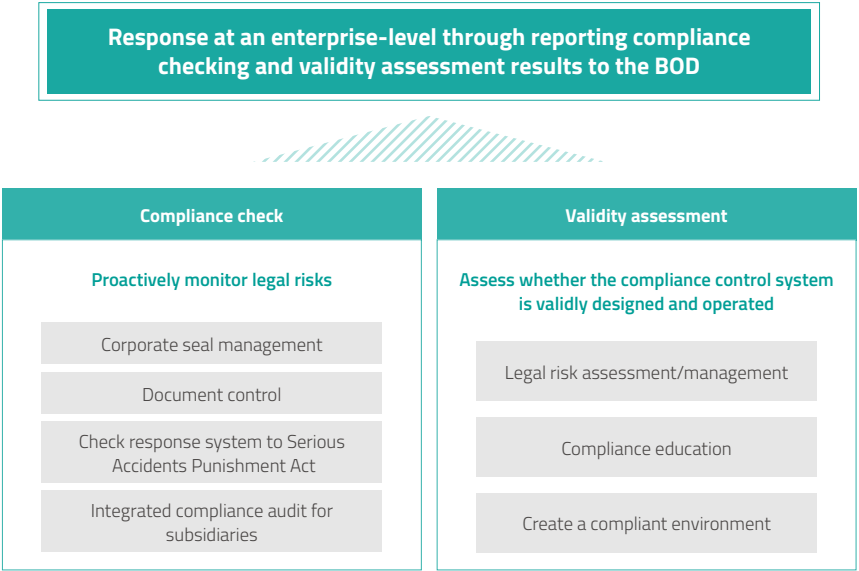 Response at an enterprise-level through reporting compliance
checking and validity assessment results to the BOD
Compliance check
Proactively monitor legal risks
Corporate seal management
Document control
Check response system to Serious
Accidents Punishment Act
Integrated compliance audit for
subsidiaries
Validity assessment
Assess whether the compliance control system
is validly designed and operated
Legal risk assessment/management
Compliance education
Create a compliant environment